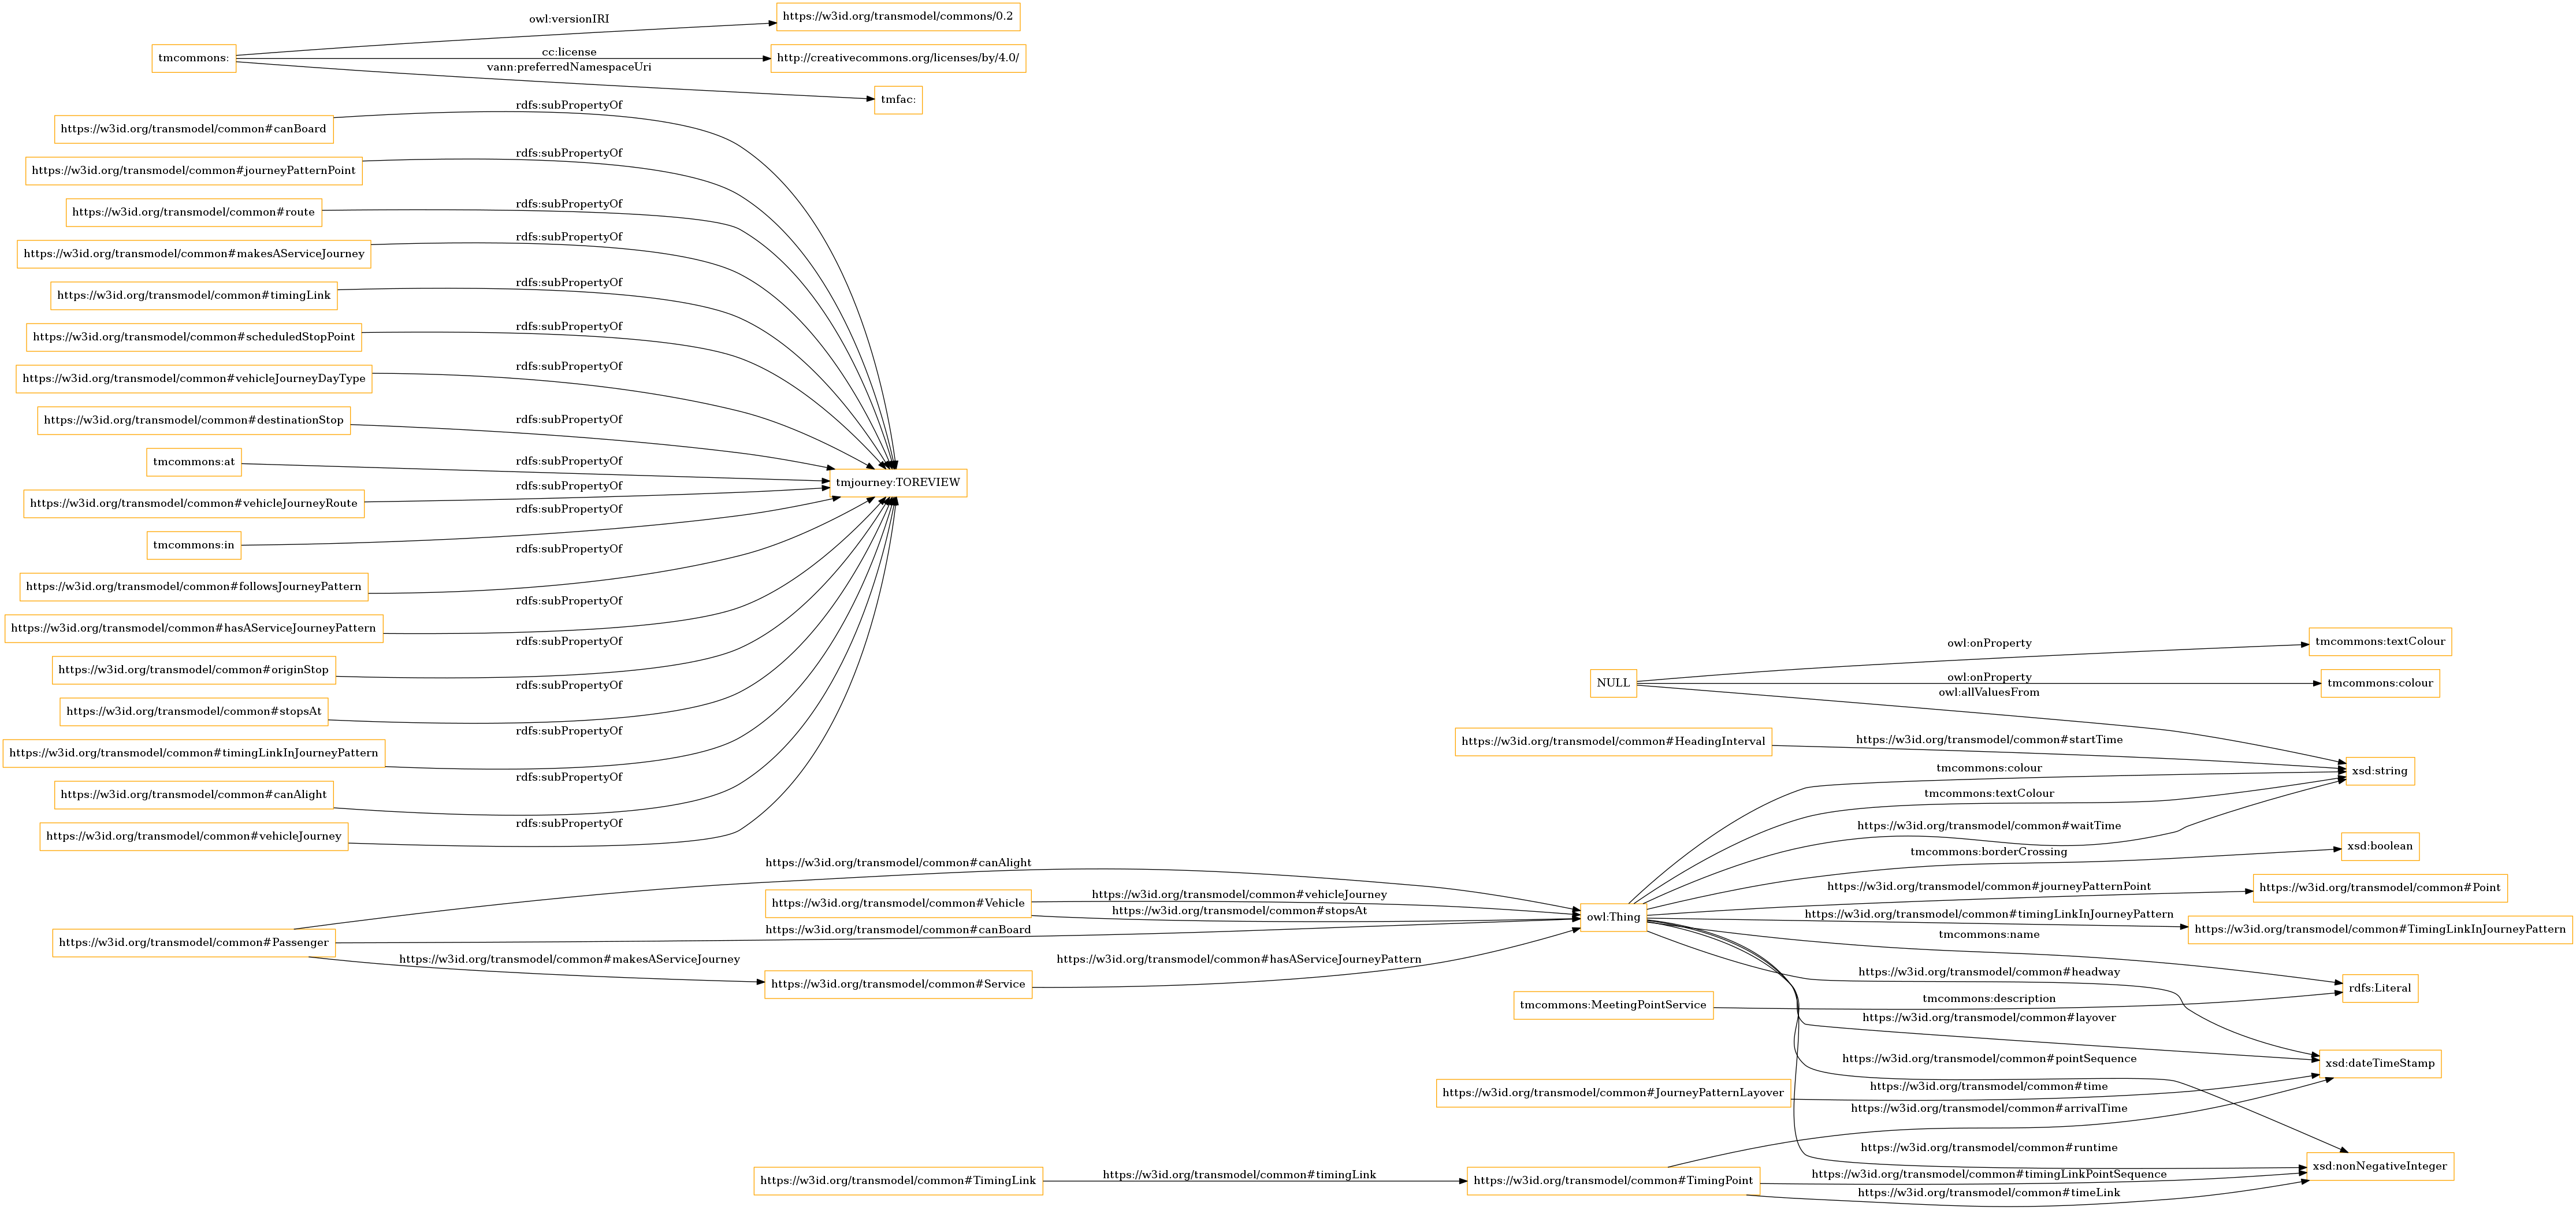 owl:versionIRI
https://w3id.org/transmodel/commons/0.2
tmcommons:
cc:license
http://creativecommons.org/licenses/by/4.0/
vann:preferredNamespaceUri
tmfac:
https://w3id.org/transmodel/common#canBoard
rdfs:subPropertyOf
https://w3id.org/transmodel/common#journeyPatternPoint
rdfs:subPropertyOf
https://w3id.org/transmodel/common#route
rdfs:subPropertyOf
https://w3id.org/transmodel/common#makesAServiceJourney
rdfs:subPropertyOf
https://w3id.org/transmodel/common#timingLink
rdfs:subPropertyOf
https://w3id.org/transmodel/common#scheduledStopPoint
rdfs:subPropertyOf
https://w3id.org/transmodel/common#vehicleJourneyDayType
rdfs:subPropertyOf
https://w3id.org/transmodel/common#destinationStop
rdfs:subPropertyOf
tmcommons:at
rdfs:subPropertyOf
tmjourney:TOREVIEW
https://w3id.org/transmodel/common#vehicleJourneyRoute
rdfs:subPropertyOf
tmcommons:in
rdfs:subPropertyOf
https://w3id.org/transmodel/common#followsJourneyPattern
rdfs:subPropertyOf
https://w3id.org/transmodel/common#hasAServiceJourneyPattern
rdfs:subPropertyOf
https://w3id.org/transmodel/common#originStop
rdfs:subPropertyOf
https://w3id.org/transmodel/common#stopsAt
rdfs:subPropertyOf
https://w3id.org/transmodel/common#timingLinkInJourneyPattern
rdfs:subPropertyOf
https://w3id.org/transmodel/common#canAlight
rdfs:subPropertyOf
https://w3id.org/transmodel/common#vehicleJourney
rdfs:subPropertyOf
https://w3id.org/transmodel/common#Passenger
https://w3id.org/transmodel/common#canAlight
https://w3id.org/transmodel/common#Vehicle
https://w3id.org/transmodel/common#vehicleJourney
https://w3id.org/transmodel/common#stopsAt
https://w3id.org/transmodel/common#canBoard
https://w3id.org/transmodel/common#makesAServiceJourney
https://w3id.org/transmodel/common#Service
https://w3id.org/transmodel/common#hasAServiceJourneyPattern
owl:Thing
NULL
owl:onProperty
tmcommons:textColour
owl:onProperty
tmcommons:colour
owl:allValuesFrom
https://w3id.org/transmodel/common#HeadingInterval
https://w3id.org/transmodel/common#startTime
xsd:string
tmcommons:colour
tmcommons:textColour
https://w3id.org/transmodel/common#waitTime
tmcommons:borderCrossing
xsd:boolean
https://w3id.org/transmodel/common#journeyPatternPoint
https://w3id.org/transmodel/common#Point
https://w3id.org/transmodel/common#timingLinkInJourneyPattern
https://w3id.org/transmodel/common#TimingLinkInJourneyPattern
tmcommons:name
https://w3id.org/transmodel/common#headway
rdfs:Literal
tmcommons:MeetingPointService
tmcommons:description
https://w3id.org/transmodel/common#layover
xsd:dateTimeStamp
https://w3id.org/transmodel/common#pointSequence
https://w3id.org/transmodel/common#JourneyPatternLayover
https://w3id.org/transmodel/common#time
https://w3id.org/transmodel/common#arrivalTime
https://w3id.org/transmodel/common#runtime
xsd:nonNegativeInteger
https://w3id.org/transmodel/common#TimingLink
https://w3id.org/transmodel/common#timingLink
https://w3id.org/transmodel/common#TimingPoint
https://w3id.org/transmodel/common#timingLinkPointSequence
https://w3id.org/transmodel/common#timeLink